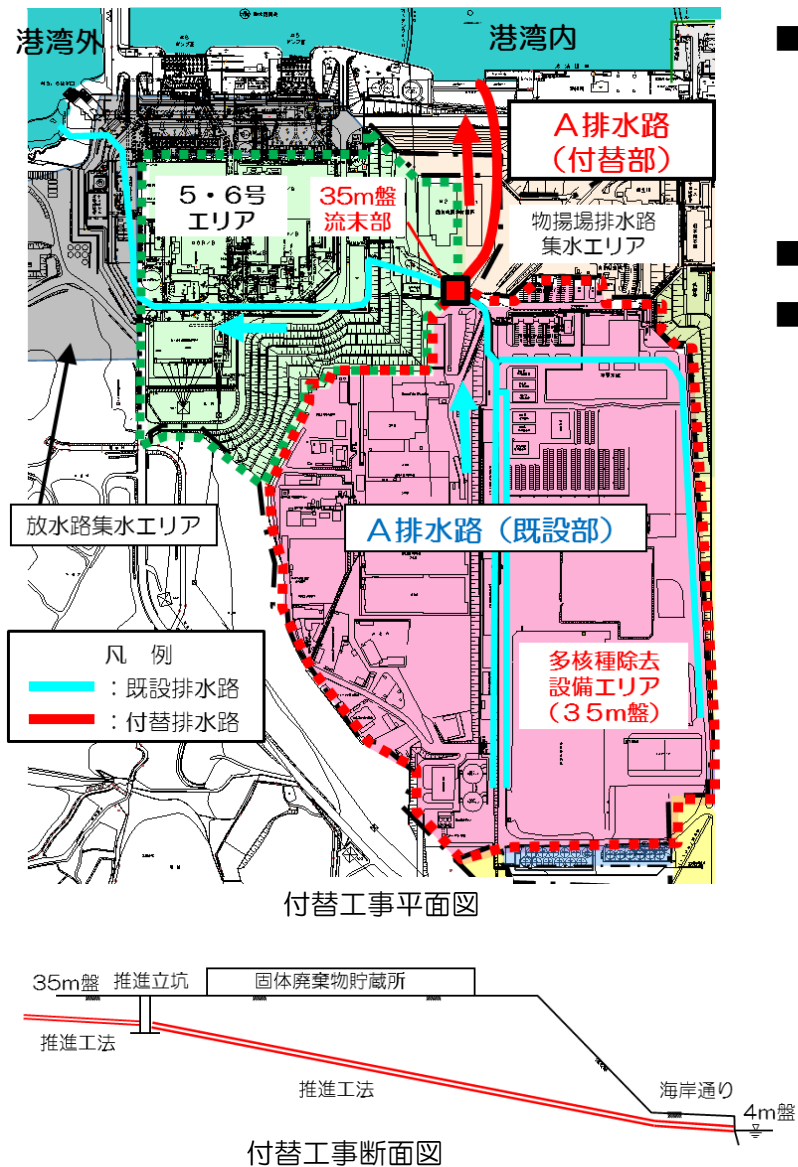 港湾外
港湾内
A排水路
（付替部）
5・6号
エリア
35m盤
流末部
物揚場排水路
集水エリア
放水路集水エリア
A排水路（既設部）
凡 例
：既設排水路
：付替排水路
多核種除去
設備エリア
（35m盤）
付替工事平面図
35m盤
推進立坑
固体廃棄物貯蔵所
推進工法
推進工法
海岸通り
4m盤
付替工事断面図